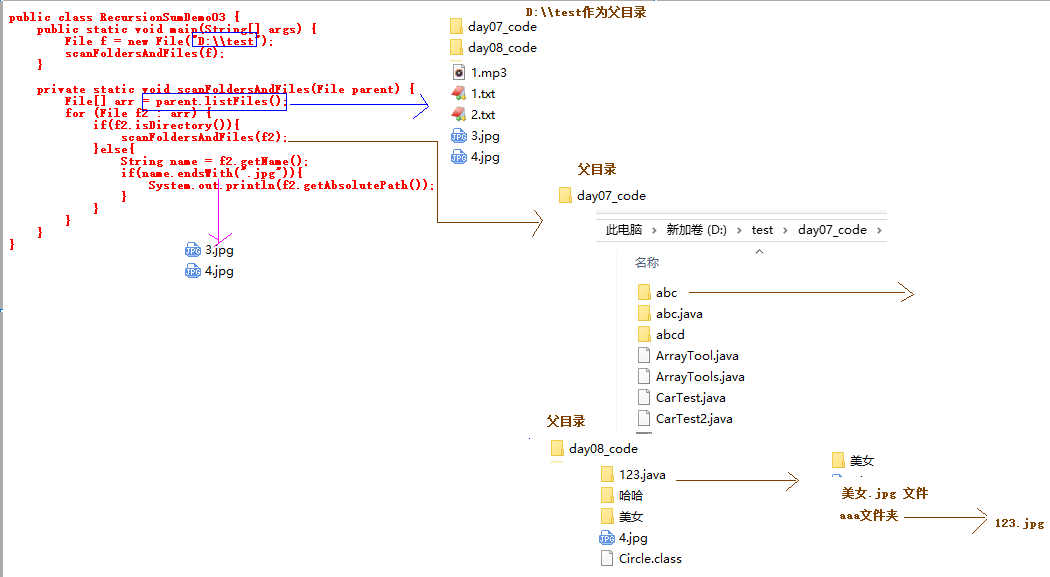 public class RecursionSumDemo03 {
public static void main(String[] args) {
File f = new File("D:\\test");
scanFoldersAndFiles(f);
}
private static void scanFoldersAndFiles(File parent) {
File[] arr = parent.listFiles();
for (File f2 : arr) {
if(f2.isDirectory()){
scanFoldersAndFiles(f2);
}else{
String name = f2.getName();
if(name.endsWith(".jpg")){
System.out.println(f2.getAbsolutePath());
}
}
}
}
}
3.jpg
4.jpg
D:\\test作为父目录
day07_code
day08_code
1.mp3
1.txt
2.txt
3.jpg
4.jpg
父目录
day07_code
此电脑 › 新加卷 (D:) › test › day07_code ›
名称
abc
abc.java
abcd
ArrayTool.java
ArrayTools.java
CarTest.java
CarTest2.java
父目录
day08_code
123.java
哈哈
美女
4.jpg
Circle.class
美女
美女.jpg 文件
aaa文件夹
123.jpg